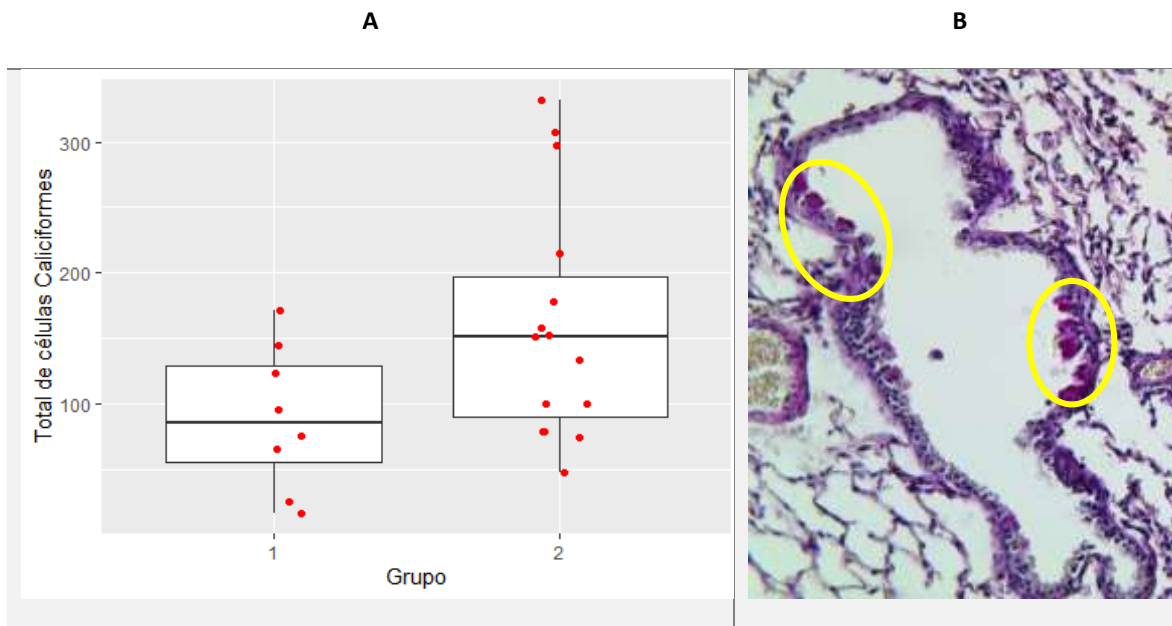 A
B
Total de células Caliciformes
300
200
100
1
2
Grupo